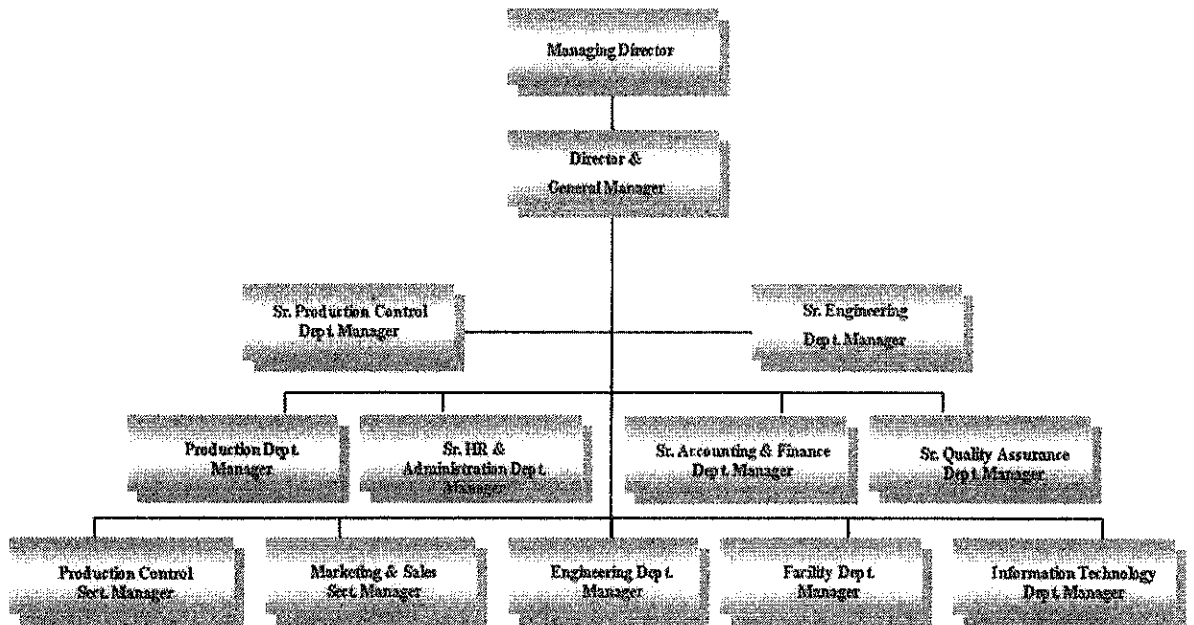 Managing Director
Director &
General Manager
Sr. Production Control
Dept. Manager
Sr. Engineering
Dept. Manager
Production Dept.
Manager
Sr. HR &
Administration Dept.
Manager
Sr. Accounting & Finance
Dept. Manager
Sr. Quality Assurance
Dept. Manager
Production Control
Sect. Manager
Marketing & Sales
Sect. Manager
Engineering Dept.
Manager
Facility Dept.
Manager
Information Technology
Dept. Manager